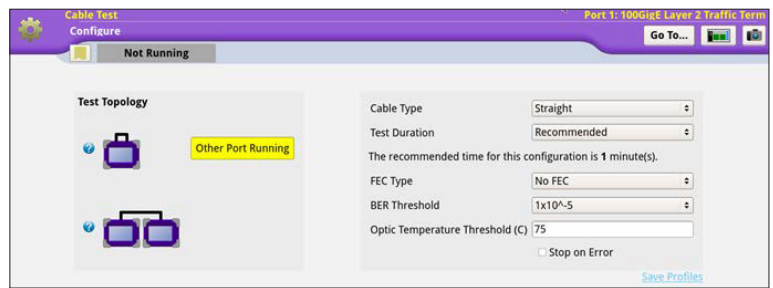 Cable Test
Port 1: 100GigE Layer 2 Traffic Term
Configure
Go To...
Not Running
Test Topology
Other Port Running
Cable Type Straight
Test Duration Recommended
The recommended time for this configuration is 1 minute(s).
FEC Type No FEC
BER Threshold 1x10^-5
Optic Temperature Threshold (C) 75
Stop on Error
Save Profiles